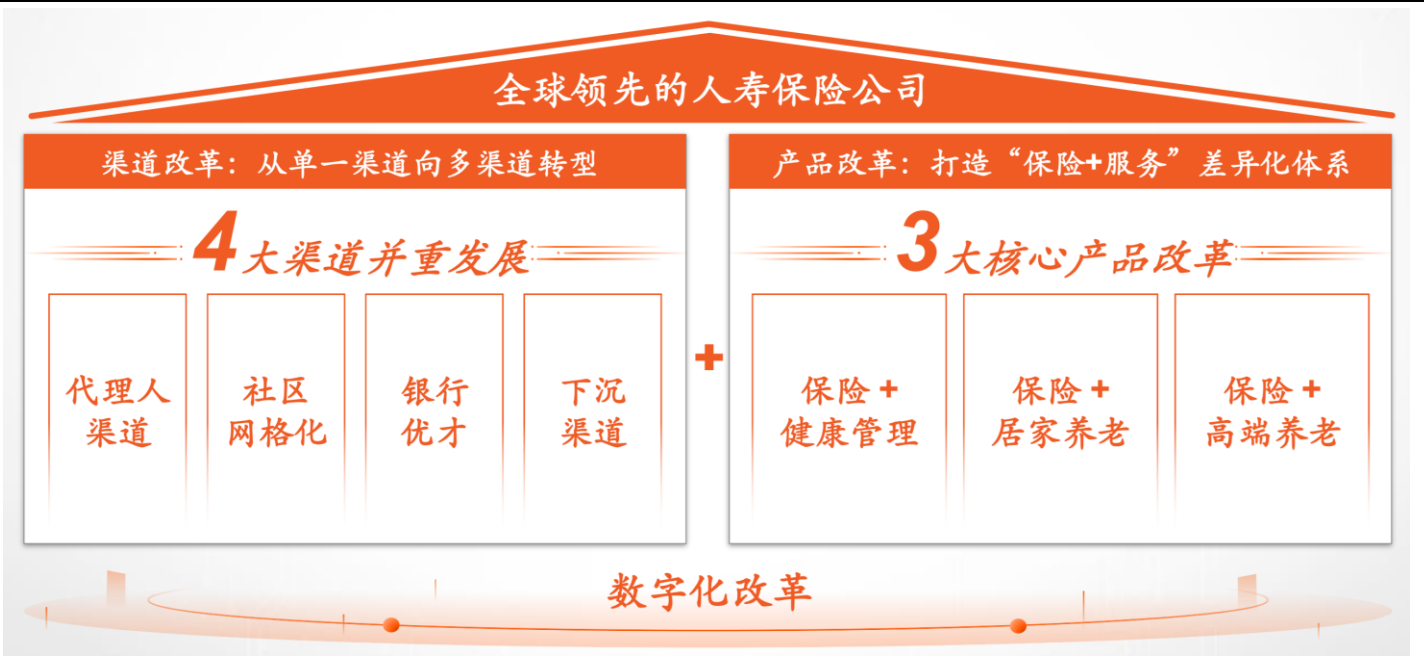 全球领先的人寿保险公司
渠道改革：从单一渠道向多渠道转型
4大渠道并重发展
代理人
渠道
社区
网格化
银行
优才
下沉
渠道
+
产品改革：打造“保险+服务”差异化体系
3大核心产品改革
保险+
健康管理
保险+
居家养老
保险+
高端养老
数字化改革